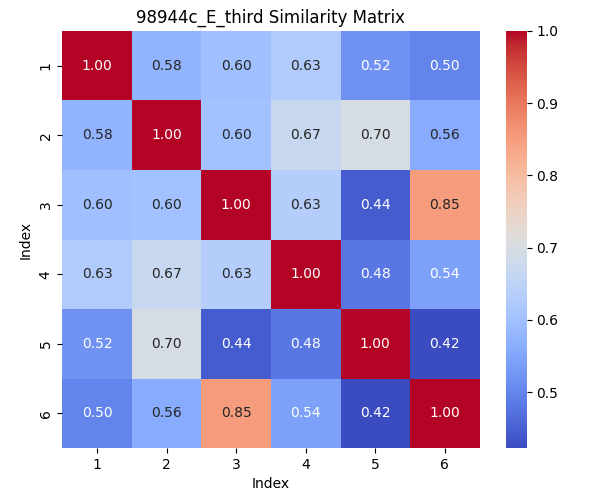 98944c_E_third Similarity Matrix
1 1.00 0.58 0.60 0.63 0.52 0.50
2 0.58 1.00 0.60 0.67 0.70 0.56
3 0.60 0.60 1.00 0.63 0.44 0.85
4 0.63 0.67 0.63 1.00 0.48 0.54
5 0.52 0.70 0.44 0.48 1.00 0.42
6 0.50 0.56 0.85 0.54 0.42 1.00
1 2 3 4 5 6
Index
Index
1.0
0.9
0.8
0.7
0.6
0.5